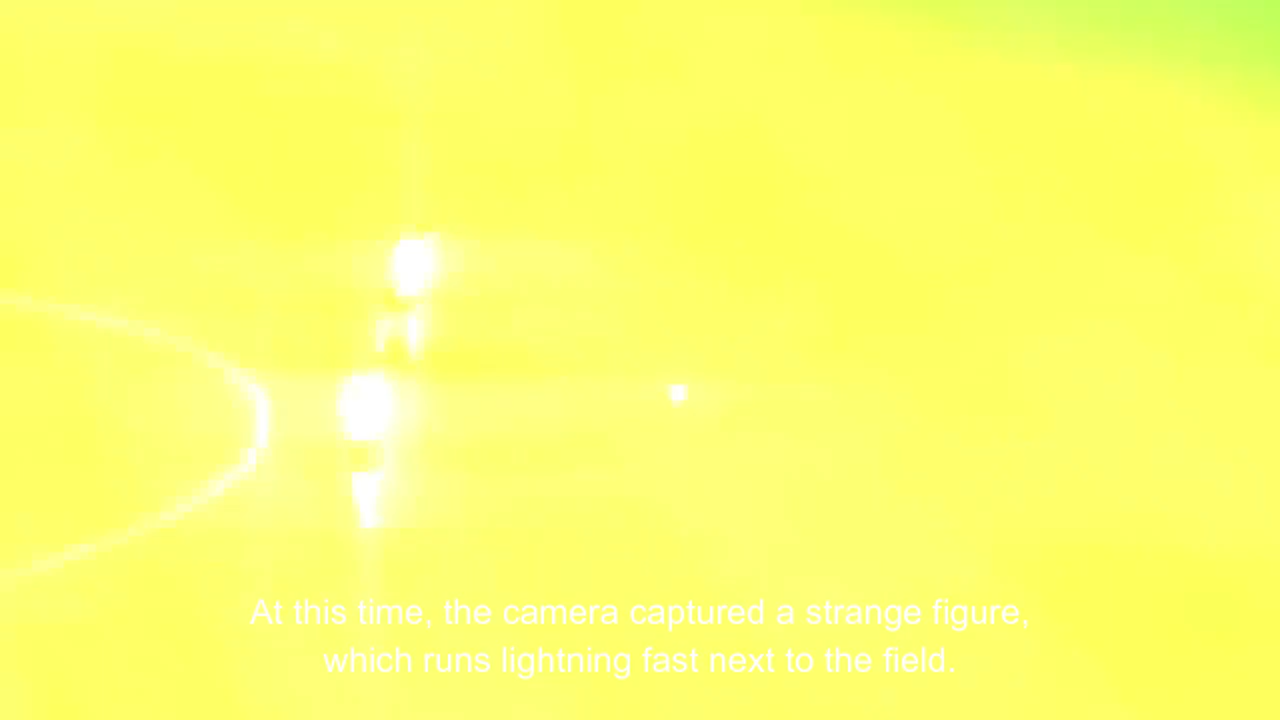 At this time, the camera captured a strange figure,
which runs lightning fast next to the field.